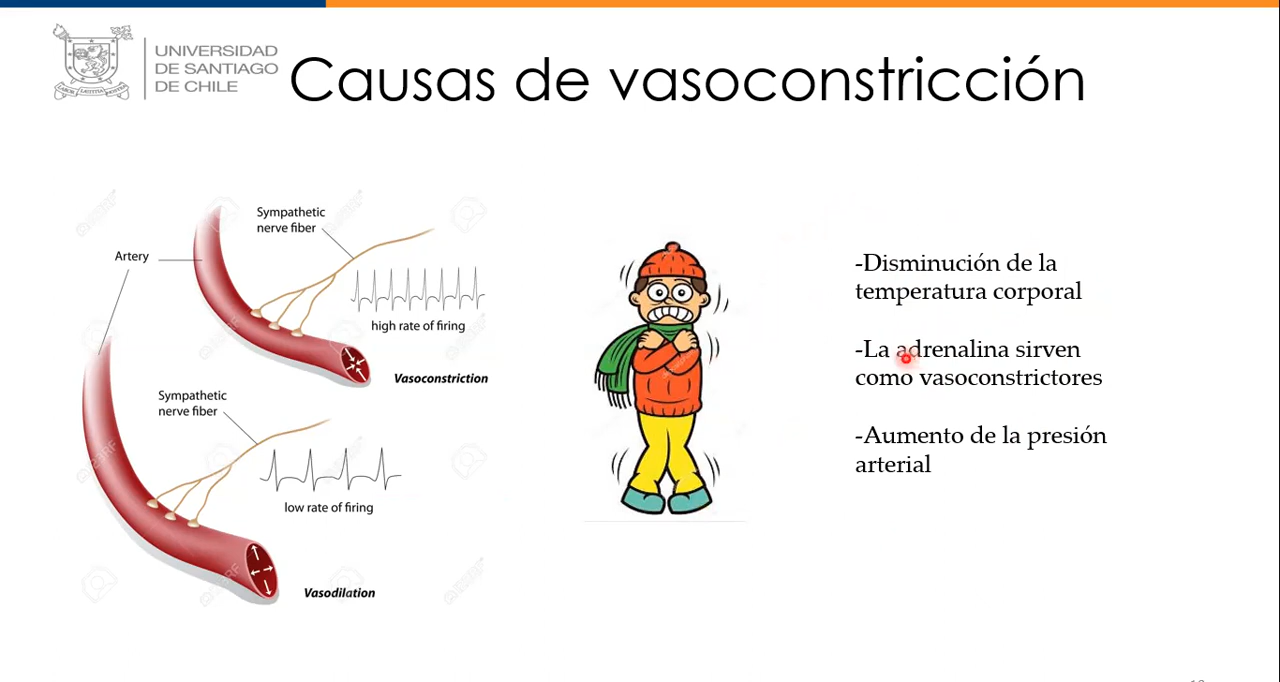 UNIVERSIDAD
DE SANTIAGO
DE CHILE
Causas de vasoconstricción
Sympathetic
nerve fiber
Artery
high rate of firing
Vasoconstriction
Sympathetic
nerve fiber
low rate of firing
Vasodilation
-Disminución de la
temperatura corporal
-La adrenalina sirven
como vasoconstrictores
-Aumento de la presión
arterial